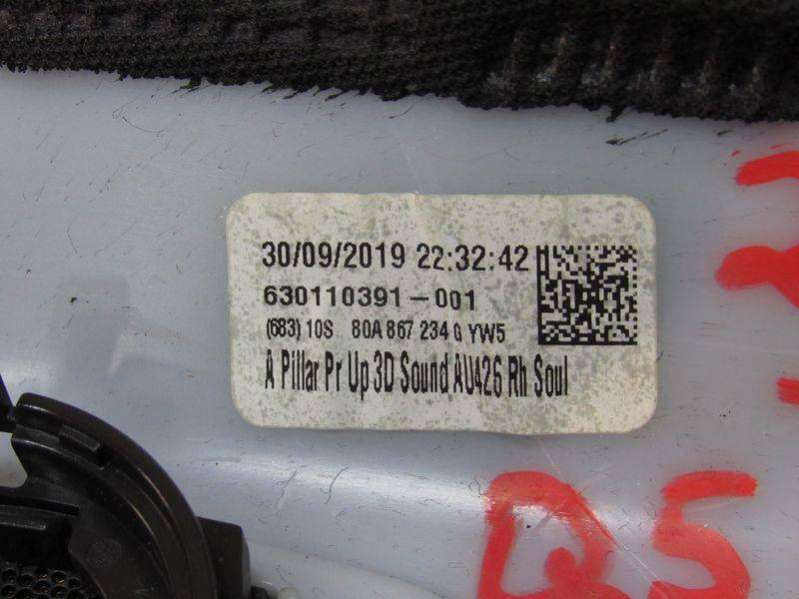 30/09/2019 22:32:42
630110391-001
(683) 10S 80A 867 234 G YW5
A Pillar Pr Up 3D Sound AU426 Rh Soul
Q5